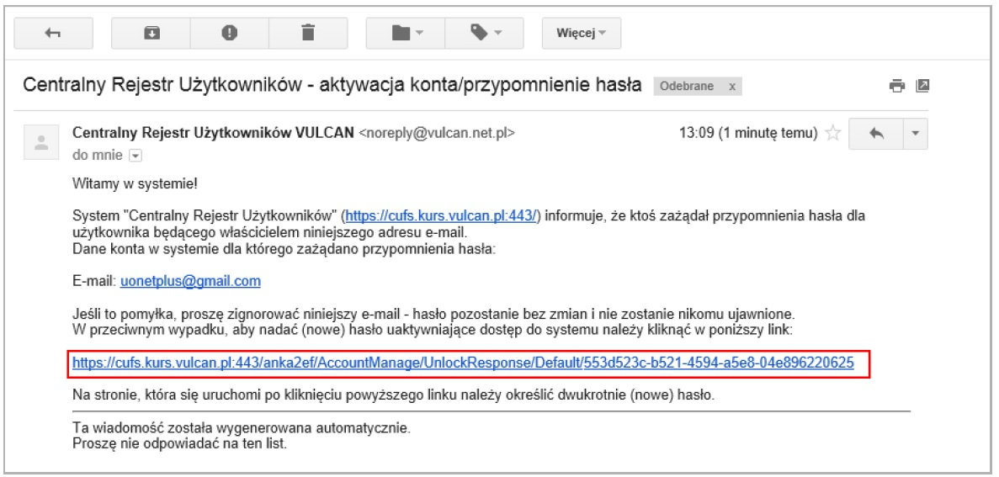 Więcej
Centralny Rejestr Użytkowników - aktywacja konta/przypomnienie hasła Odebrane x
Centralny Rejestr Użytkowników VULCAN <noreply@vulcan.net.pl> 13:09 (1 minutę temu)
do mnie
Witamy w systemie!
System "Centralny Rejestr Użytkowników" (https://cufs.kurs.vulcan.pl:443/) informuje, że ktoś zażądał przypomnienia hasła dla
użytkownika będącego właścicielem niniejszego adresu e-mail.
Dane konta w systemie dla którego zażądano przypomnienia hasła:
E-mail: uonetplus@gmail.com
Jeśli to pomyłka, proszę zignorować niniejszy e-mail - hasło pozostanie bez zmian i nie zostanie nikomu ujawnione.
W przeciwnym wypadku, aby nadać (nowe) hasło uaktywniające dostęp do systemu należy kliknąć w poniższy link:
https://cufs.kurs.vulcan.pl:443/anka2ef/AccountManage/UnlockResponse/Default/553d523c-b521-4594-a5e8-04e896220625
Na stronie, która się uruchomi po kliknięciu powyższego linku należy określić dwukrotnie (nowe) hasło.
Ta wiadomość została wygenerowana automatycznie.
Proszę nie odpowiadać na ten list.